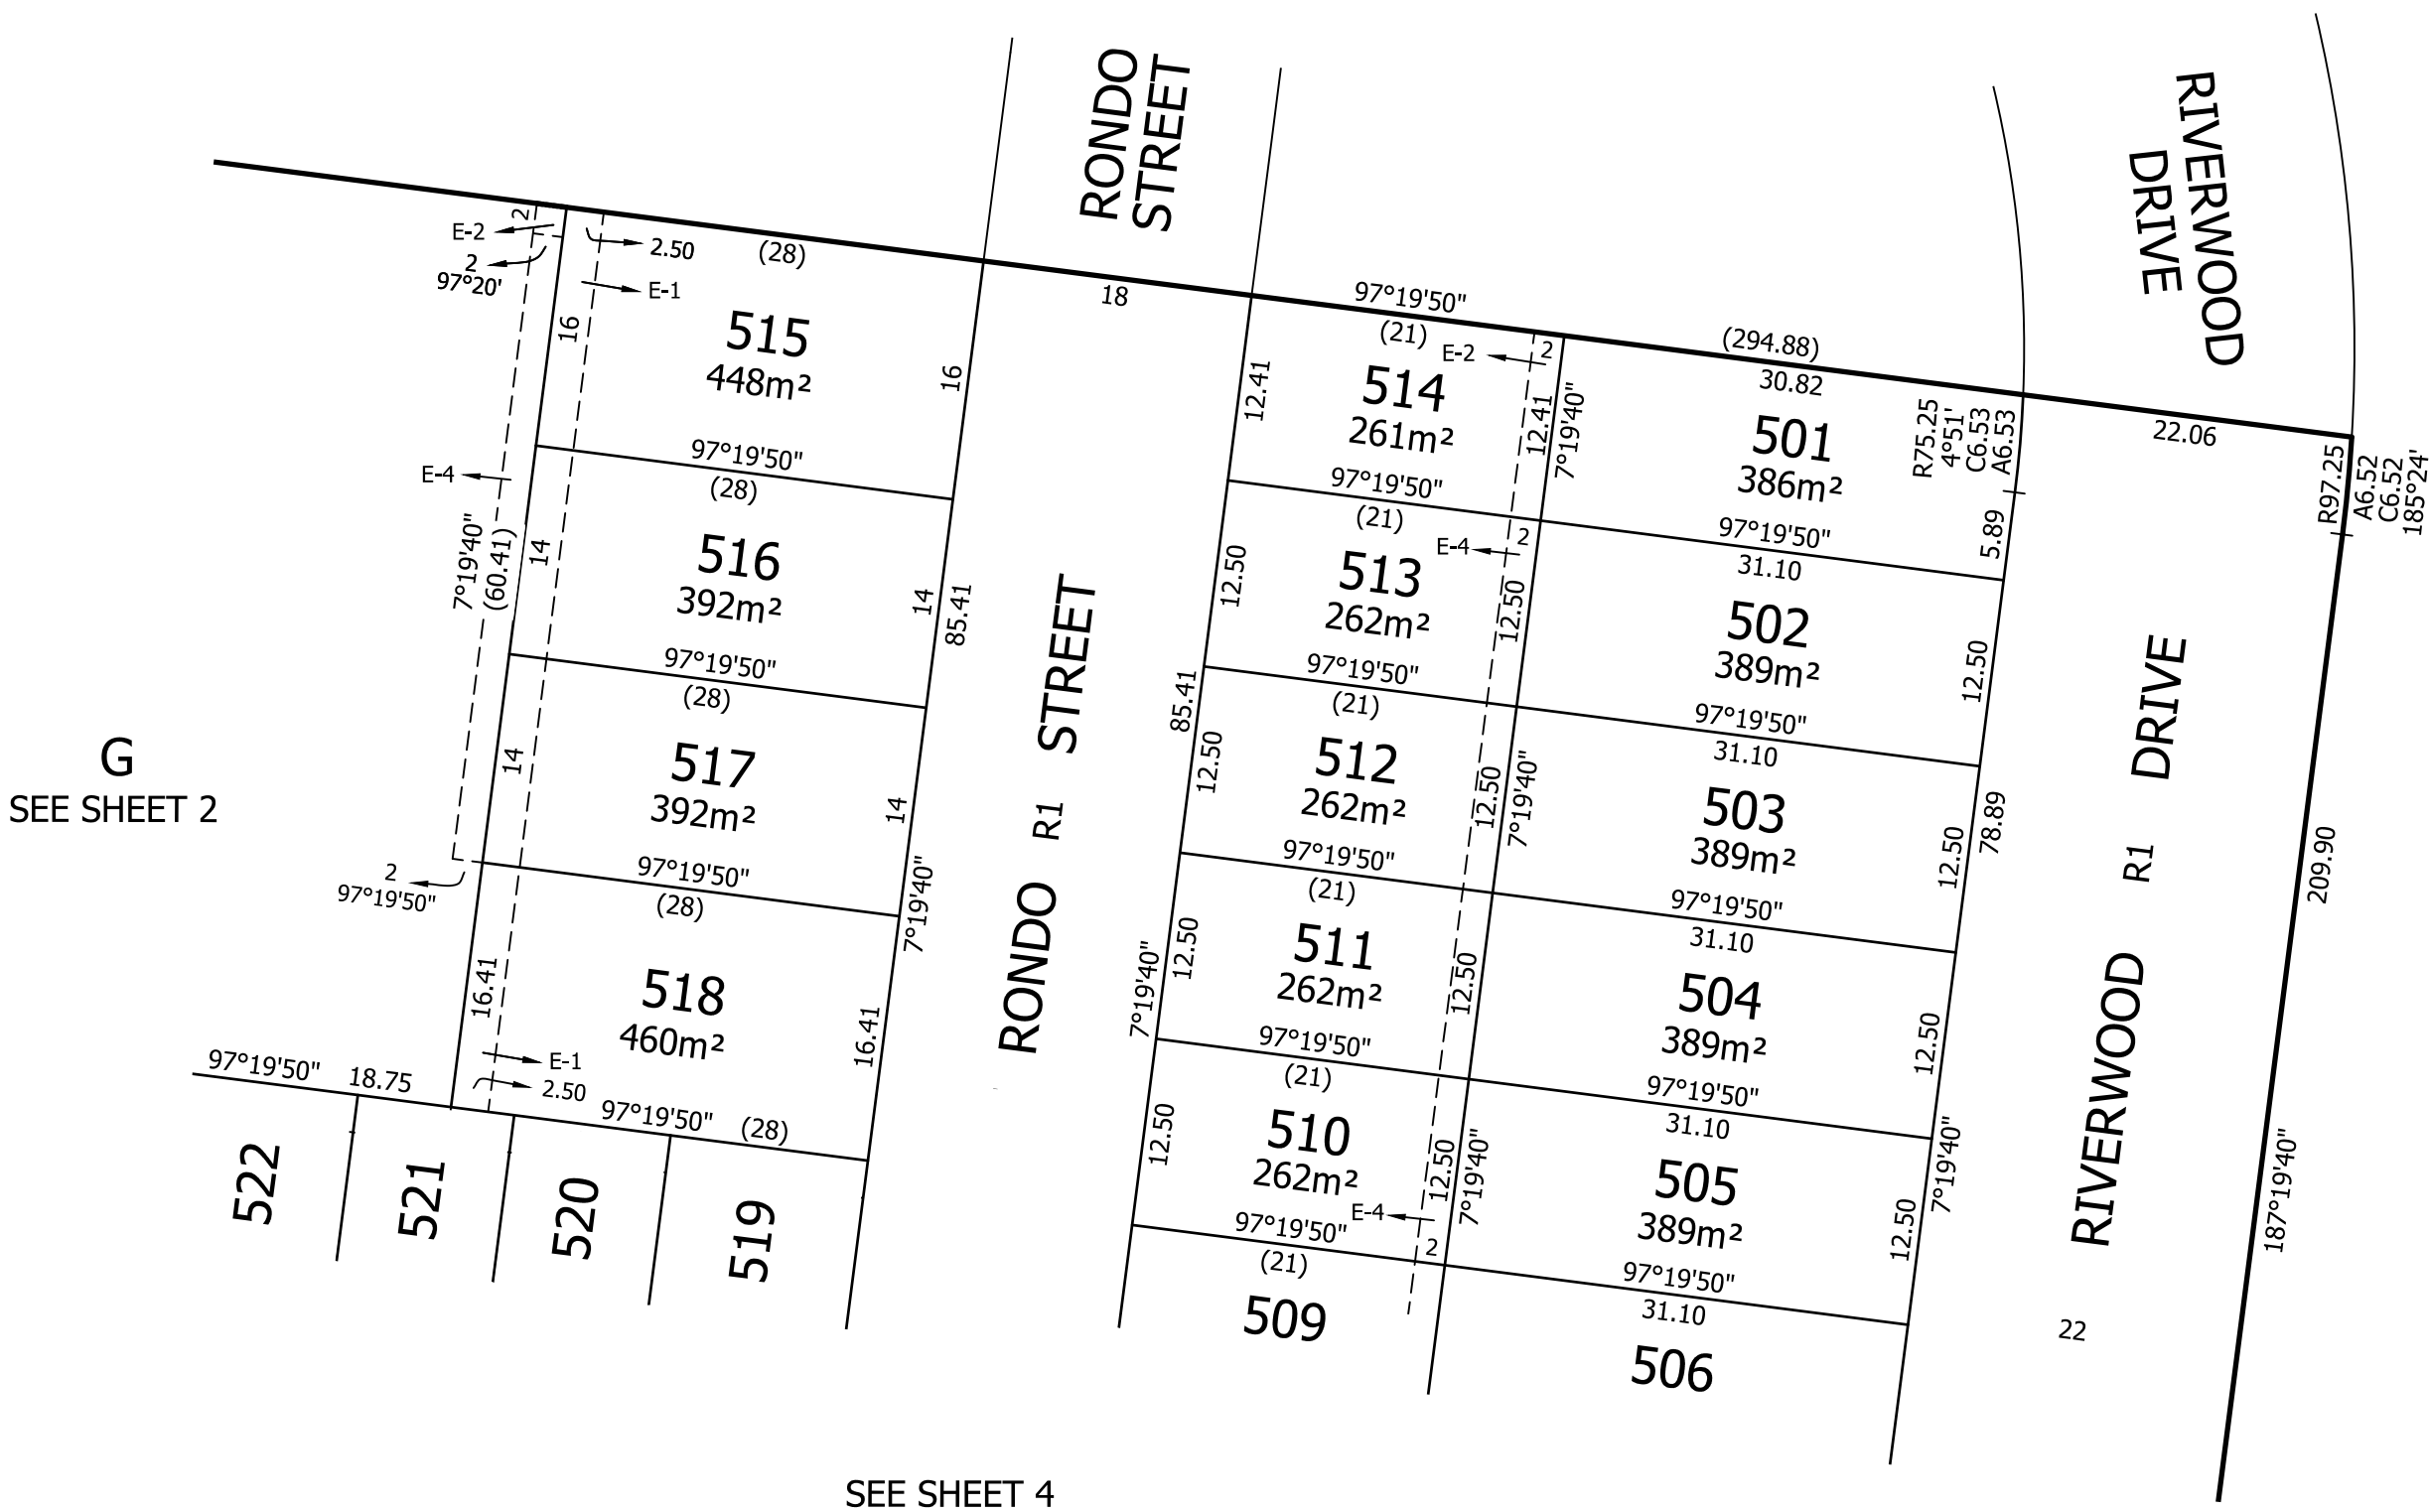 RONDO
STREET
RIVERWOOD
DRIVE
2
E-2
2
97°20'
2.50
(28)
E-1
16
515
448m²
16
18
97°19'50"
(21)
E-2
2
(294.88)
30.82
22.06
12.41
514
261m²
12.41
7°19'40"
501
386m²
R75.25
4°51'
C6.53
A6.53
R97.25
A6.52
C6.52
185°24'
97°19'50"
(28)
E-4
7°19'40"
(60.41)
14
516
392m²
14
85.41
97°19'50"
(21)
E-4
2
97°19'50"
31.10
5.89
12.50
513
262m²
12.50
502
389m²
12.50
97°19'50"
(28)
14
517
392m²
14
RONDO R1 STREET
85.41
97°19'50"
(21)
97°19'50"
31.10
12.50
512
262m²
12.50
7°19'40"
503
389m²
12.50
78.89
RIVERWOOD R1 DRIVE
209.90
G
SEE SHEET 2
2
97°19'50"
97°19'50"
(28)
7°19'40"
97°19'50"
(21)
97°19'50"
31.10
16.41
518
460m²
16.41
7°19'40"
12.50
511
262m²
12.50
504
389m²
12.50
E-1
2.50
97°19'50" 18.75
97°19'50" (28)
97°19'50"
(21)
97°19'50"
31.10
12.50
510
262m²
12.50
7°19'40"
505
389m²
12.50
7°19'40"
187°19'40"
522
521
520
519
97°19'50"
E-4
2
(21)
97°19'50"
31.10
22
509
506
SEE SHEET 4